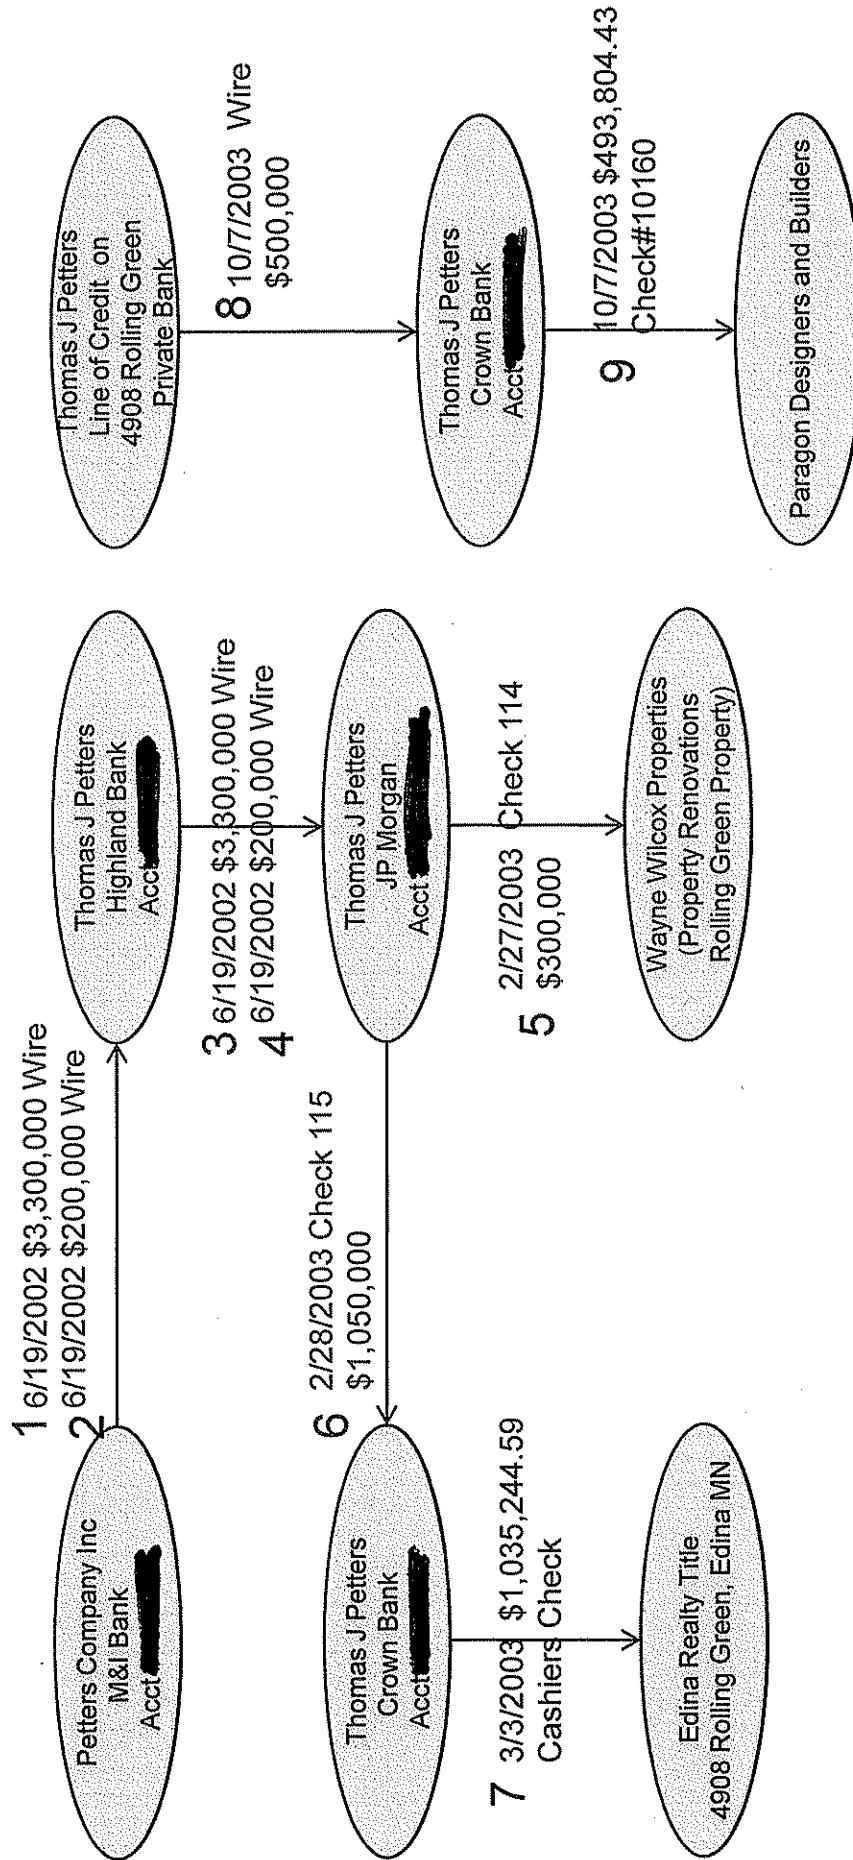 1 6/19/2002 $3,300,000 Wire
2 6/19/2002 $200,000 Wire
Petters Company Inc
M&I Bank
Acct
Thomas J Petters
Highland Bank
Acct
Thomas J Petters
Line of Credit on
4908 Rolling Green
Private Bank
3 6/19/2002 $3,300,000 Wire
4 6/19/2002 $200,000 Wire
8 10/7/2003 Wire
$500,000
6 2/28/2003 Check 115
$1,050,000
Thomas J Petters
Crown Bank
Acct
Thomas J Petters
JP Morgan
Acct
Thomas J Petters
Crown Bank
Acct
7 3/3/2003 $1,035,244.59
Cashiers Check
5 2/27/2003 Check 114
$300,000
9 10/7/2003 $493,804.43
Check#10160
Edina Realty Title
4908 Rolling Green, Edina MN
Wayne Wilcox Properties
(Property Renovations
Rolling Green Property)
Paragon Designers and Builders